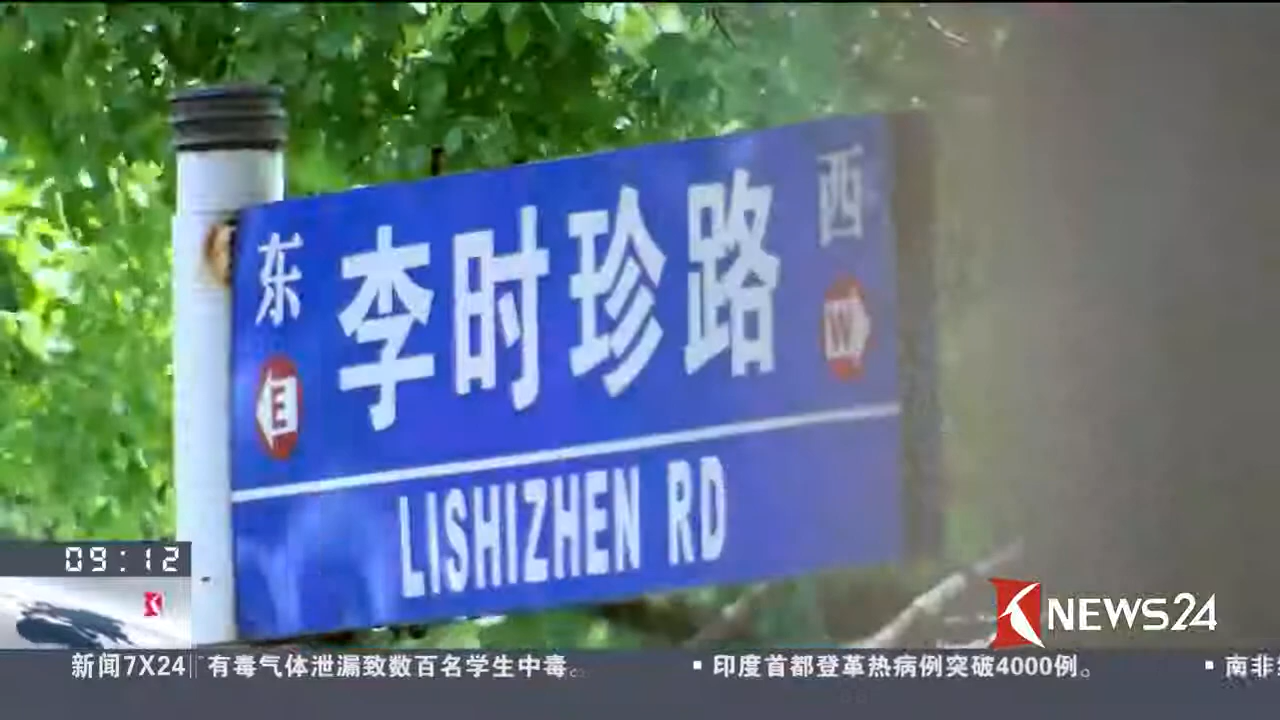 东 李时珍路 西
E W
LISHIZHEN RD
09:12
NEWS24
新闻7X24 有毒气体泄漏致数百名学生中毒。 ▪ 印度首都登革热病例突破4000例。 ▪ 南非